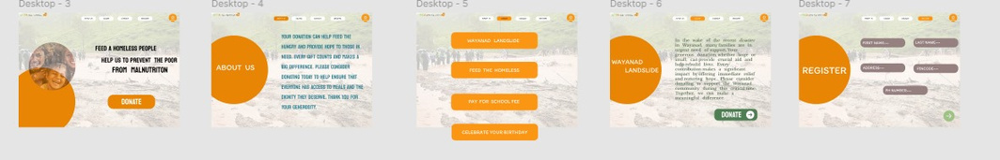 Desktop - 3
FEED A HOMELESS PEOPLE
HELP US TO PREVENT THE POOR
FROM MALNUTRITON
DONATE
Desktop - 4
ABOUT US
YOUR DONATION CAN HELP FEED THE
HUNGRY AND PROVIDE HOPE TO THOSE IN
NEED. EVERY GIFT COUNTS AND MAKES A
BIG DIFFERENCE. PLEASE CONSIDER
DONATING TODAY TO HELP ENSURE THAT
EVERYONE HAS ACCESS TO MEALS AND THE
DIGNITY THEY DESERVE. THANK YOU FOR
YOUR GENEROSITY.
Desktop - 5
WAYANAD LANDSLIDE
FEED THE HOMELESS
PAY FOR SCHOOL FEE
CELEBRATE YOUR BIRTHDAY
Desktop - 6
WAYANAD
LANDSLIDE
In the wake of the recent disaster
in Wayanad, many families are in
urgent need of support. Your
generous donation, whether large or
small, can provide crucial aid and
help rebuild lives. Every
contribution makes a significant
impact by offering immediate relief
and restoring hope. Please consider
donating to support the Wayanad
community during this critical time.
Together, we can make a
meaningful difference.
DONATE
Desktop - 7
REGISTER
FIRST NAME
LAST NAME
ADDRESS
PINCODE
PH NUMBER